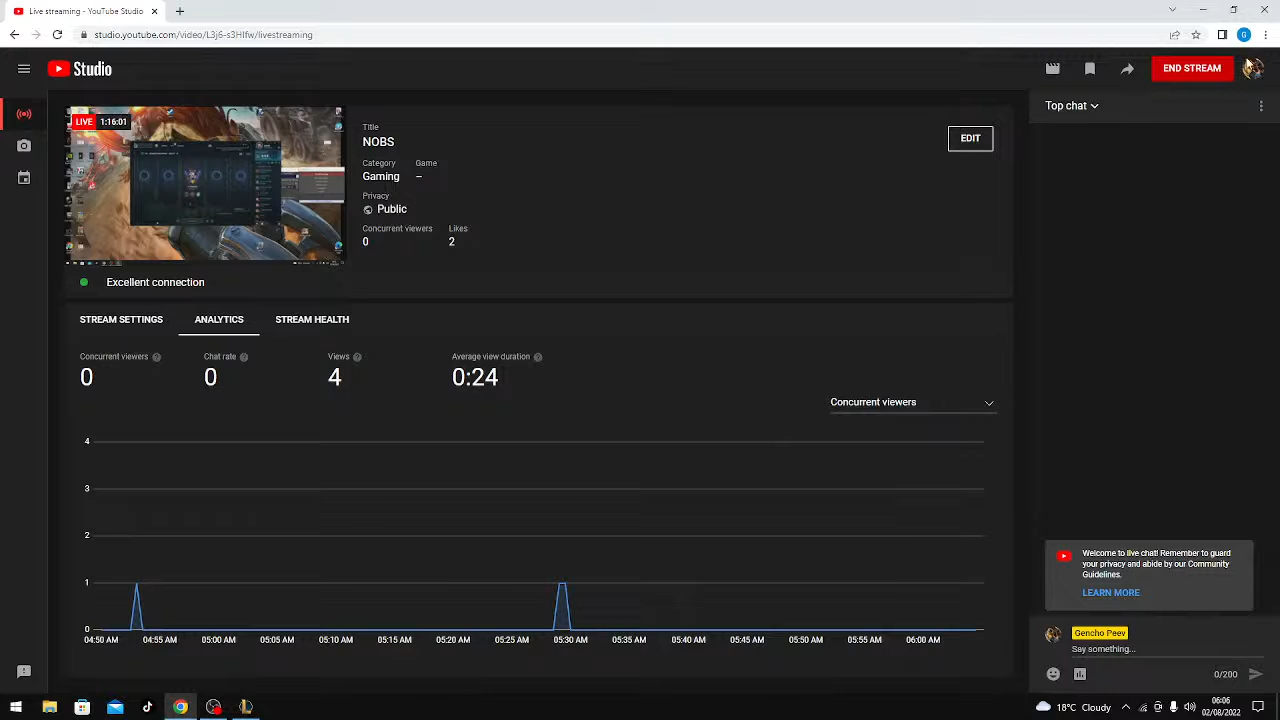 Live streaming - YouTube Studio
studio.youtube.com/video/L3j6-s3HIfw/livestreaming
G
Studio
END STREAM
LIVE 1:16:01
Title
NOBS
EDIT
Category Game
Gaming –
Privacy
Public
Concurrent viewers Likes
0 2
Excellent connection
Top chat
STREAM SETTINGS ANALYTICS STREAM HEALTH
Concurrent viewers Chat rate Views Average view duration
0 0 4 0:24
Concurrent viewers
4
3
2
1
0
04:50 AM 04:55 AM 05:00 AM 05:05 AM 05:10 AM 05:15 AM 05:20 AM 05:25 AM 05:30 AM 05:35 AM 05:40 AM 05:45 AM 05:50 AM 05:55 AM 06:00 AM
Welcome to live chat! Remember to guard
your privacy and abide by our Community
Guidelines.
LEARN MORE
Gencho Peev
Say something...
0/200
18°C Cloudy
06:06
02/08/2022